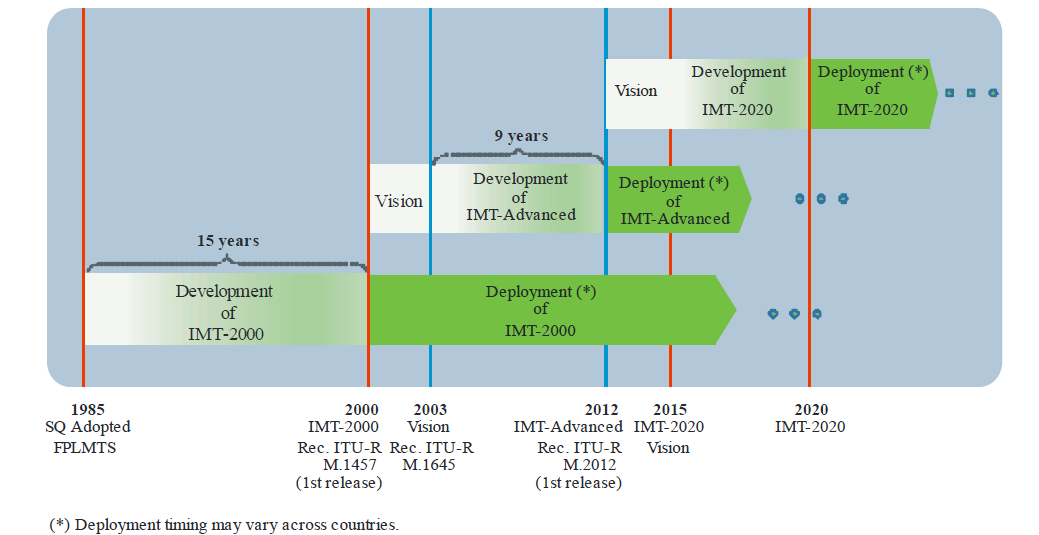 Vision
Development
of
IMT-2020
Deployment (*)
of
IMT-2020
9 years
Vision
Development
of
IMT-Advanced
Deployment (*)
of
IMT-Advanced
15 years
Development
of
IMT-2000
Deployment (*)
of
IMT-2000
1985
SQ Adopted
FPLMTS
2000
IMT-2000
Rec. ITU-R
M.1457
(1st release)
2003
Vision
Rec. ITU-R
M.1645
2012
IMT-Advanced
Rec. ITU-R
M.2012
(1st release)
2015
IMT-2020
Vision
2020
IMT-2020
(*) Deployment timing may vary across countries.